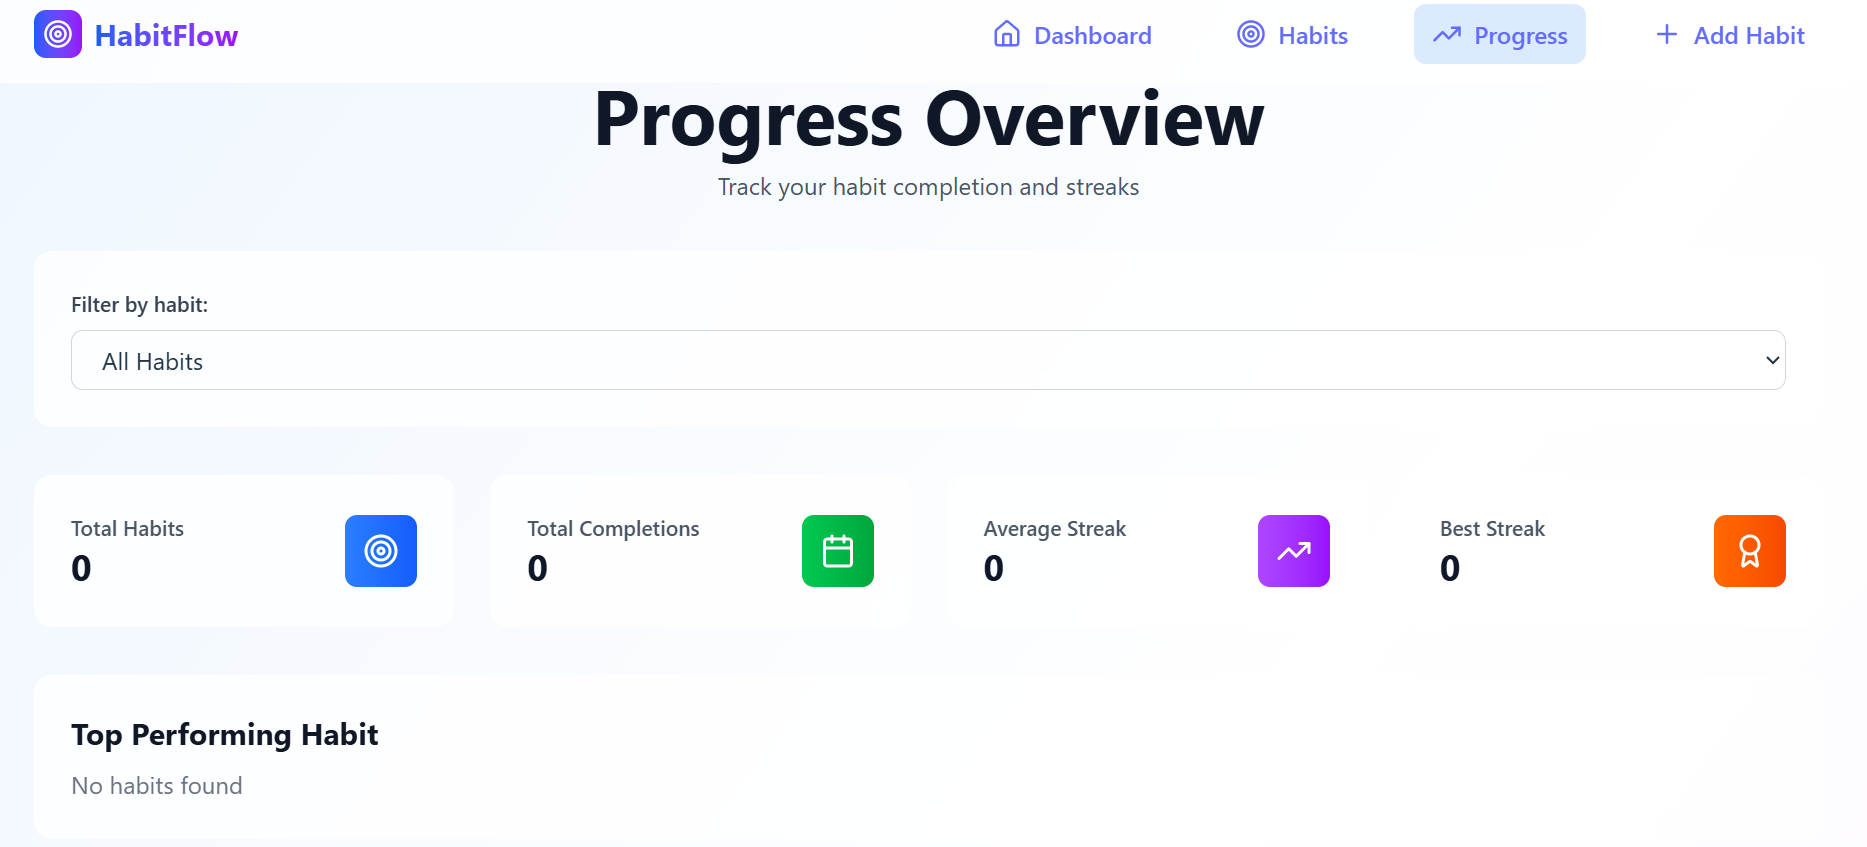 HabitFlow
Dashboard
Habits
Progress
Add Habit
Progress Overview
Track your habit completion and streaks
Filter by habit:
All Habits
Total Habits
0
Total Completions
0
Average Streak
0
Best Streak
0
Top Performing Habit
No habits found